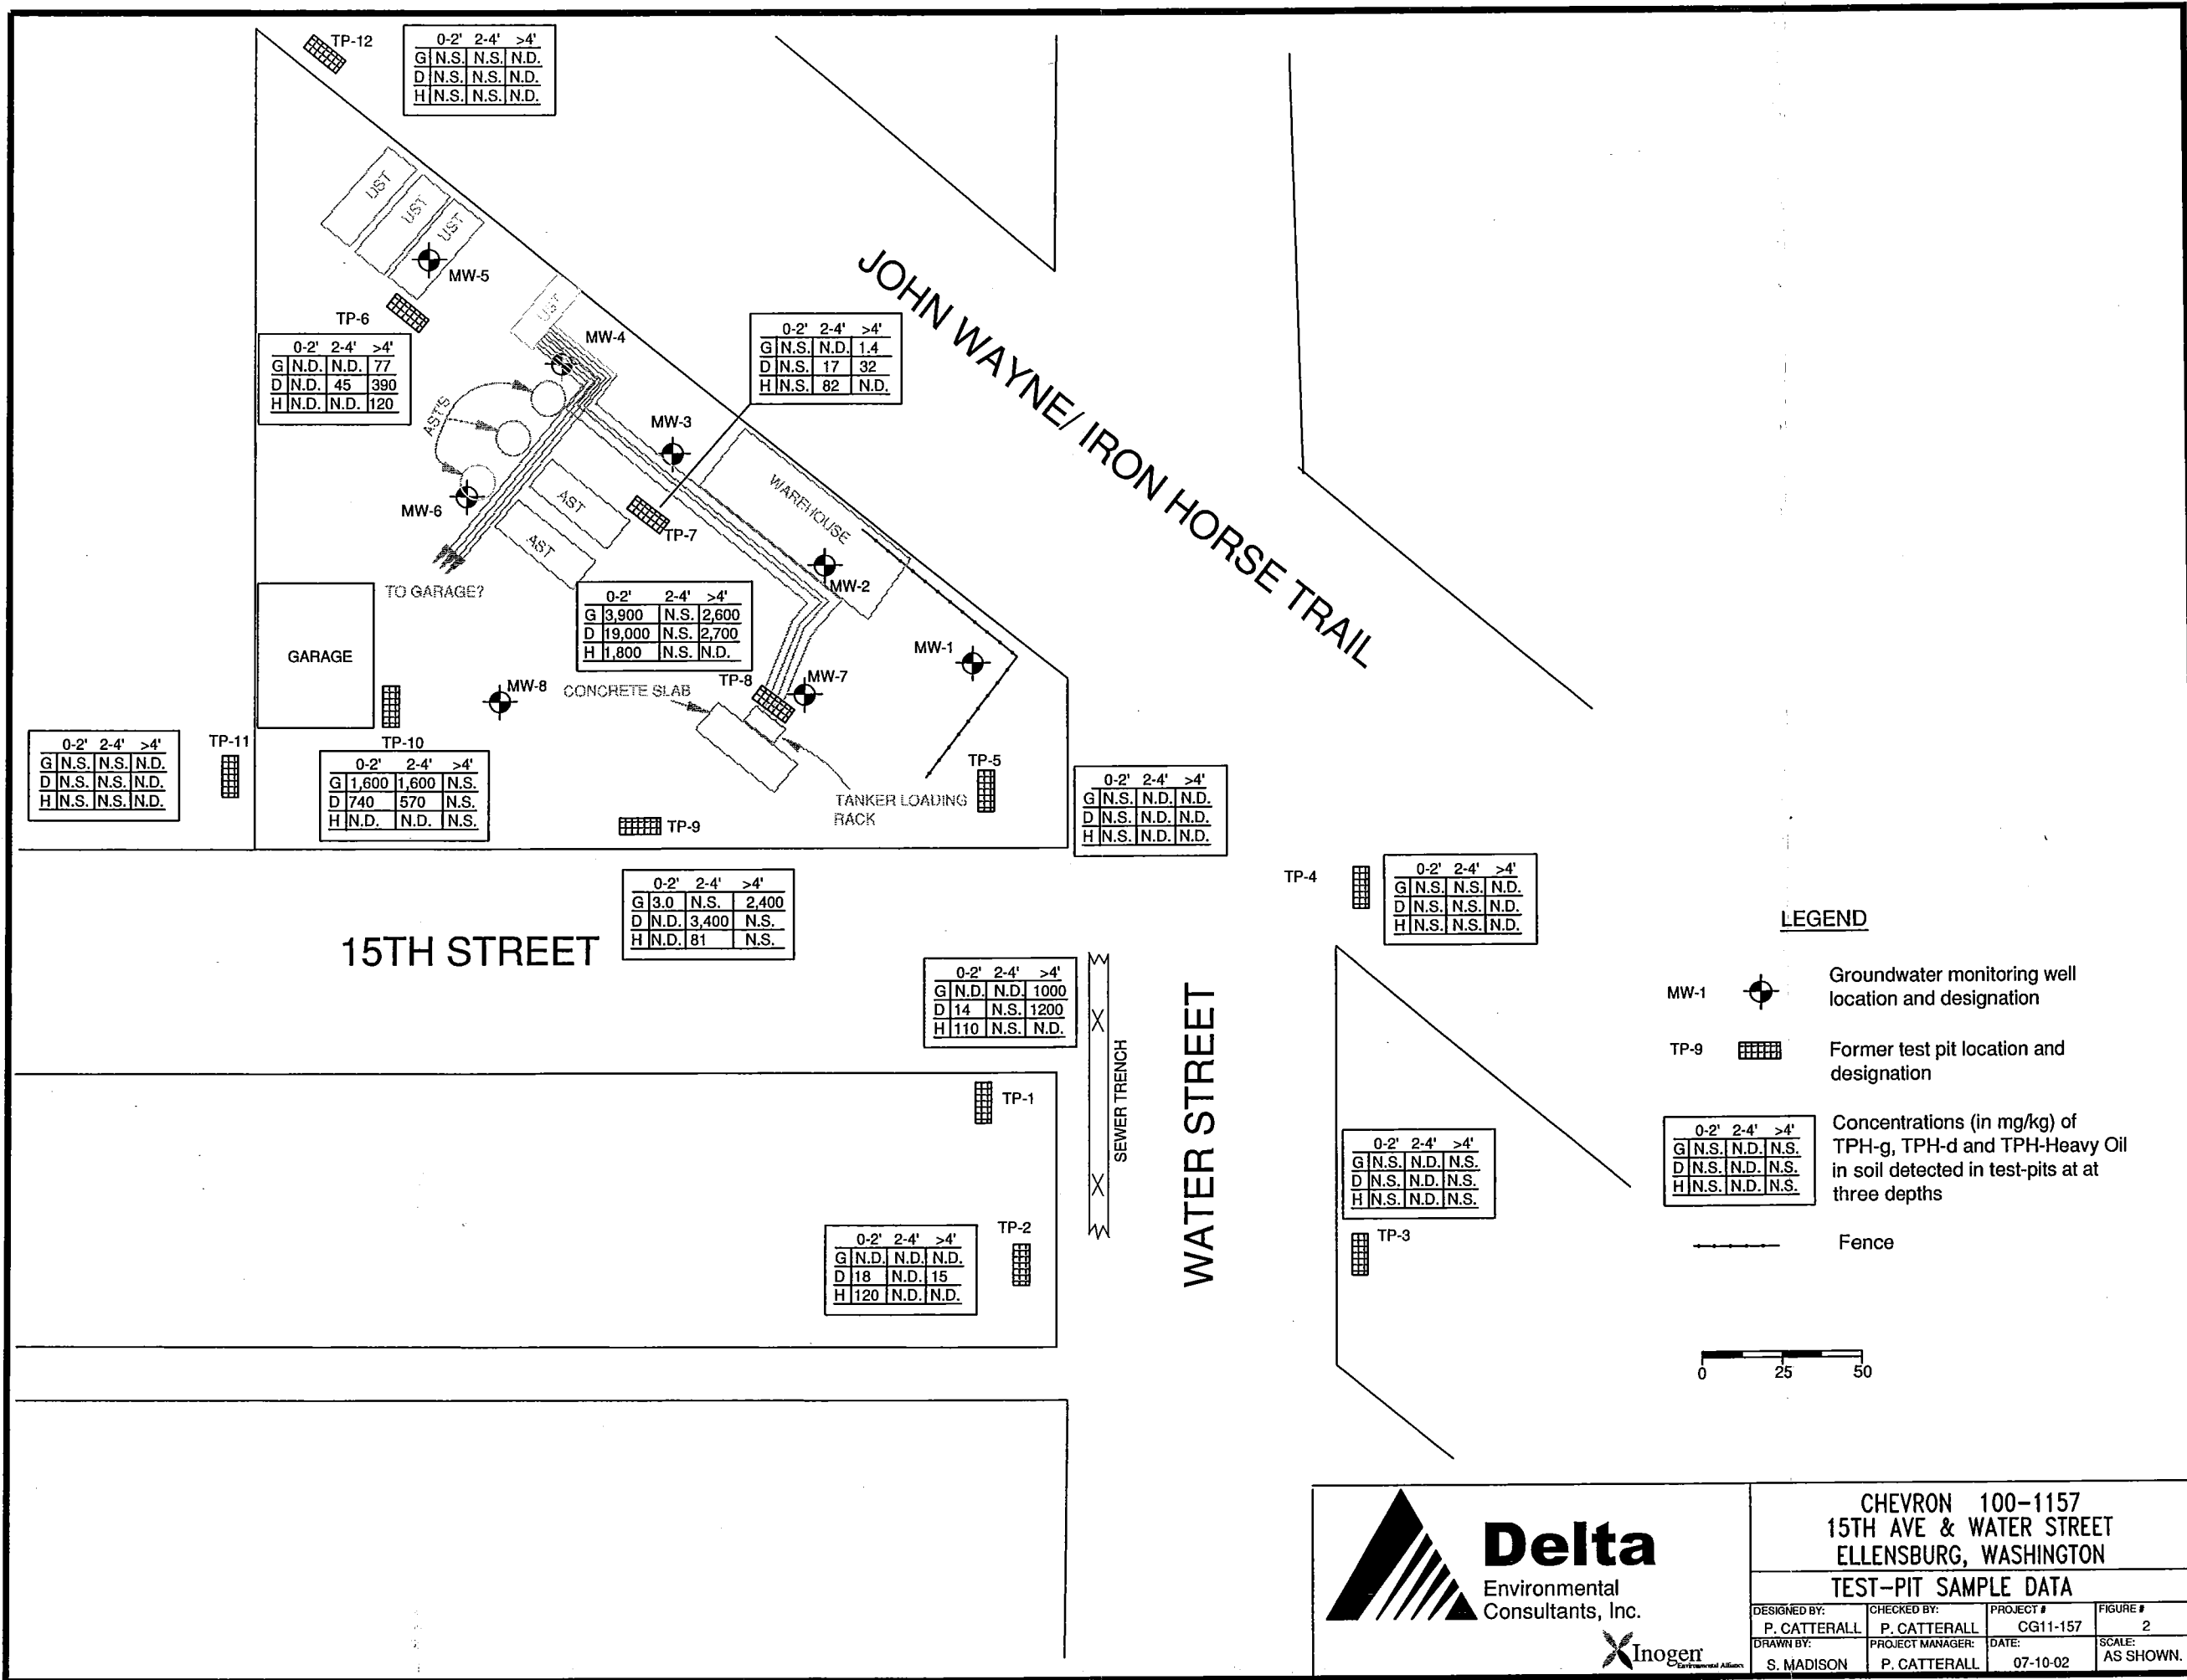 TP-12
0-2' 2-4' >4'
G N.S. N.S. N.D.
D N.S. N.S. N.D.
H N.S. N.S. N.D.
UST
UST
UST
MW-5
TP-6
0-2' 2-4' >4'
G N.D. N.D. 77
D N.D. 45 390
H N.D. N.D. 120
UST
MW-4
AST'S
0-2' 2-4' >4'
G N.S. N.D. 1.4
D N.S. 17 32
H N.S. 82 N.D.
JOHN WAYNE/ IRON HORSE TRAIL
MW-3
WAREHOUSE
MW-6
AST
AST
TP-7
MW-2
TO GARAGE?
0-2' 2-4' >4'
G 3,900 N.S. 2,600
D 19,000 N.S. 2,700
H 1,800 N.S. N.D.
GARAGE
MW-1
MW-8
CONCRETE SLAB
TP-8
MW-7
TP-11
0-2' 2-4' >4'
G N.S. N.S. N.D.
D N.S. N.S. N.D.
H N.S. N.S. N.D.
TP-10
0-2' 2-4' >4'
G 1,600 1,600 N.S.
D 740 570 N.S.
H N.D. N.D. N.S.
TP-9
TANKER LOADING
RACK
TP-5
0-2' 2-4' >4'
G N.S. N.D. N.D.
D N.S. N.D. N.D.
H N.S. N.D. N.D.
15TH STREET
0-2' 2-4' >4'
G 3.0 N.S. 2,400
D N.D. 3,400 N.S.
H N.D. 81 N.S.
TP-4
0-2' 2-4' >4'
G N.S. N.S. N.D.
D N.S. N.S. N.D.
H N.S. N.S. N.D.
0-2' 2-4' >4'
G N.D. N.D. 1000
D 14 N.S. 1200
H 110 N.S. N.D.
TP-1
SEWER TRENCH
WATER STREET
0-2' 2-4' >4'
G N.S. N.D. N.S.
D N.S. N.D. N.S.
H N.S. N.D. N.S.
TP-3
TP-2
0-2' 2-4' >4'
G N.D. N.D. N.D.
D 18 N.D. 15
H 120 N.D. N.D.
LEGEND
MW-1 Groundwater monitoring well
location and designation
TP-9 Former test pit location and
designation
0-2' 2-4' >4'
G N.S. N.D. N.S.
D N.S. N.D. N.S.
H N.S. N.D. N.S.
Concentrations (in mg/kg) of
TPH-g, TPH-d and TPH-Heavy Oil
in soil detected in test-pits at at
three depths
Fence
0 25 50
Delta
Environmental
Consultants, Inc.
Inogen
Environmental Alliance
CHEVRON 100-1157
15TH AVE & WATER STREET
ELLENSBURG, WASHINGTON
TEST-PIT SAMPLE DATA
DESIGNED BY: CHECKED BY: PROJECT # FIGURE #
P. CATTERALL P. CATTERALL CG11-157 2
DRAWN BY: PROJECT MANAGER: DATE: SCALE:
S. MADISON P. CATTERALL 07-10-02 AS SHOWN.